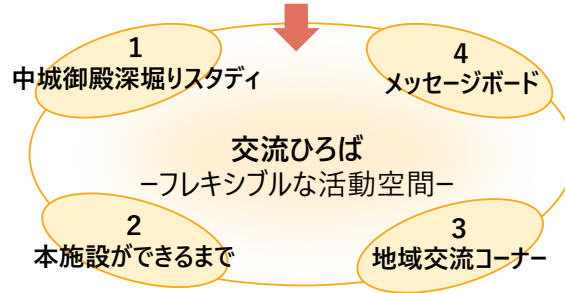 1
中城御殿深堀りスタディ
4
メッセージボード
交流ひろば
−フレキシブルな活動空間−
2
本施設ができるまで
3
地域交流コーナー